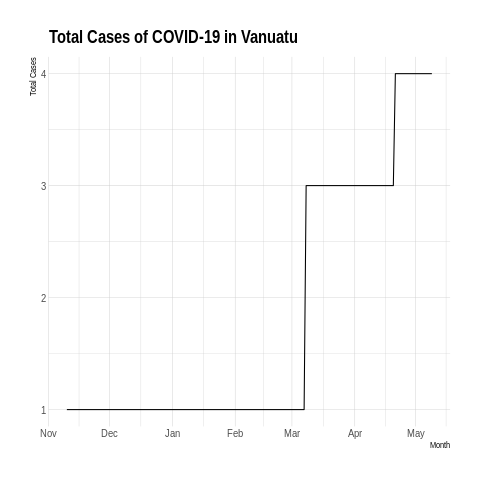 Total Cases of COVID-19 in Vanuatu
Total Cases
4
3
2
1
Nov Dec Jan Feb Mar Apr May
Month